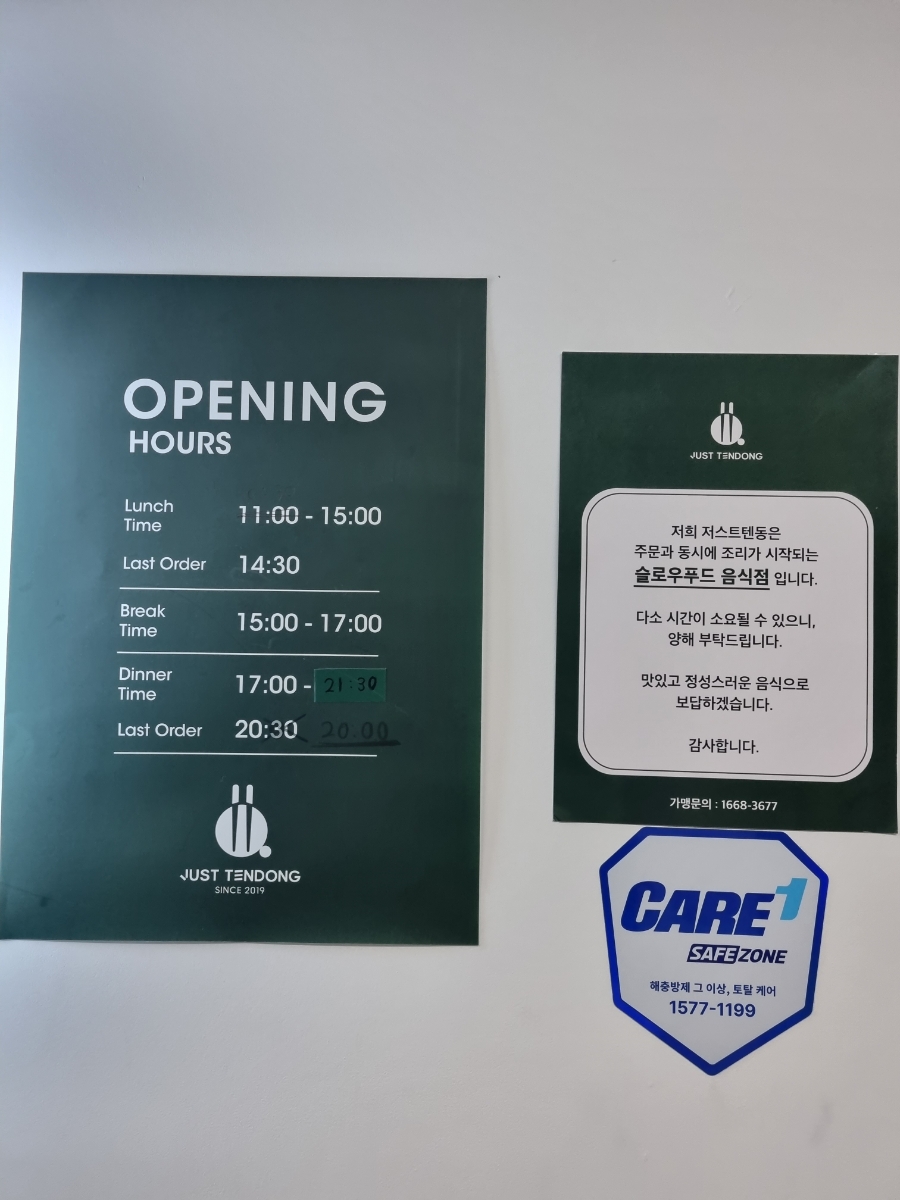 OPENING
HOURS
Lunch
Time
11:00 - 15:00
Last Order 14:30
Break
Time
15:00 - 17:00
Dinner
Time
17:00 - 21:30
Last Order 20:30 20:00
JUST TENDONG
SINCE 2019
JUST TENDONG
저희 저스트텐동은
주문과 동시에 조리가 시작되는
슬로우푸드 음식점 입니다.
다소 시간이 소요될 수 있으니,
양해 부탁드립니다.
맛있고 정성스러운 음식으로
보답하겠습니다.
감사합니다.
가맹문의 : 1668-3677
CARE1
SAFE ZONE
해충방제 그 이상, 토탈 케어
1577-1199